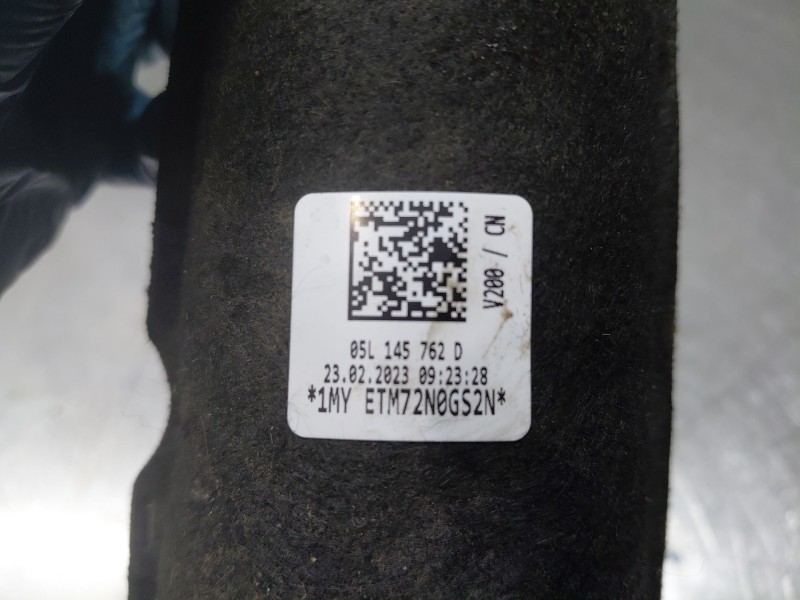 V200 / CN
05L 145 762 D
23.02.2023 09:23:28
*1MY ETM72N0GS2N*